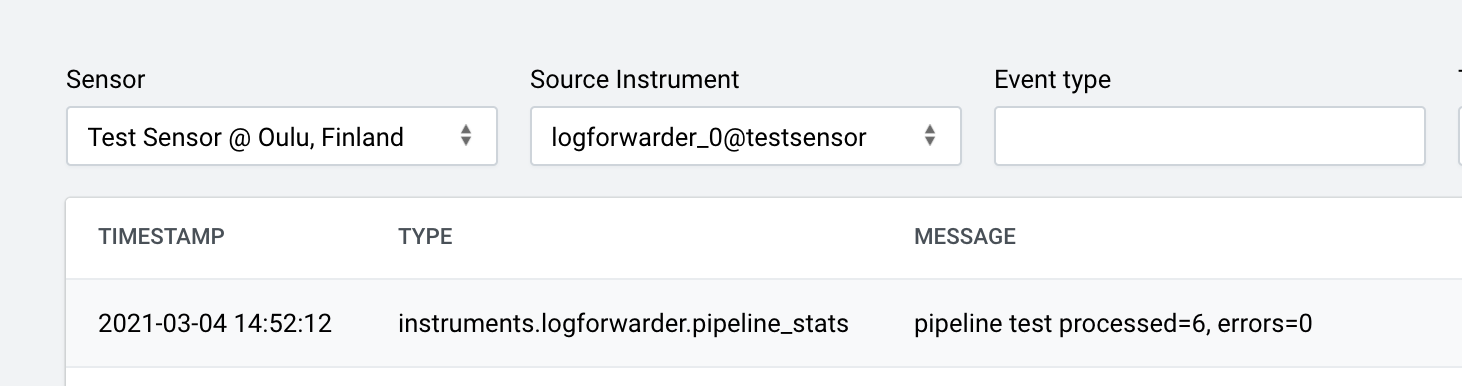 Sensor Source Instrument Event type
Test Sensor @ Oulu, Finland logforwarder_0@testsensor
TIMESTAMP TYPE MESSAGE
2021-03-04 14:52:12 instruments.logforwarder.pipeline_stats pipeline test processed=6, errors=0